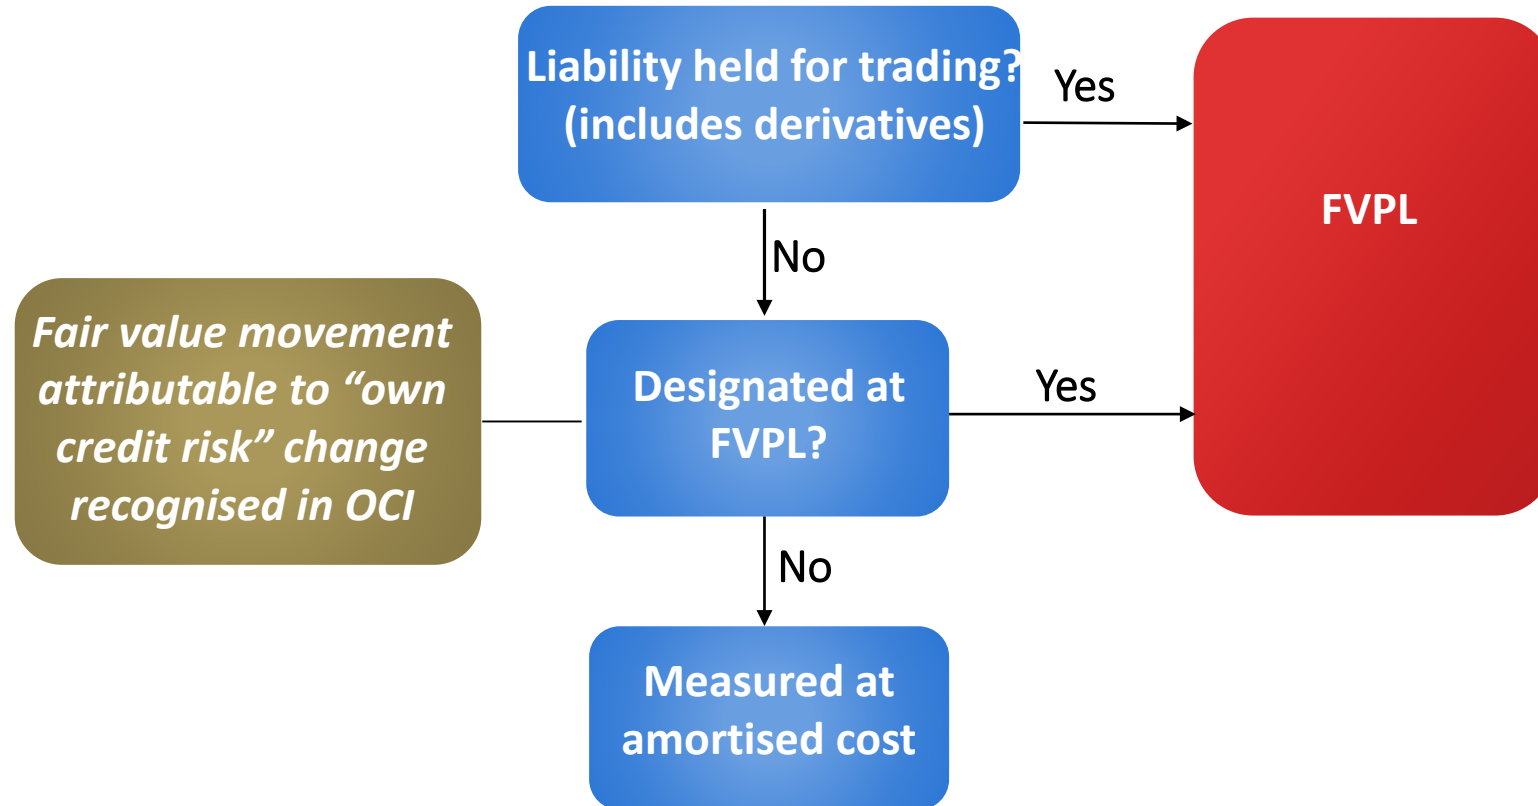 Liability held for trading?
(includes derivatives)
Yes
FVPL
No
Fair value movement
attributable to “own
credit risk” change
recognised in OCI
Designated at
FVPL?
Yes
No
Measured at
amortised cost